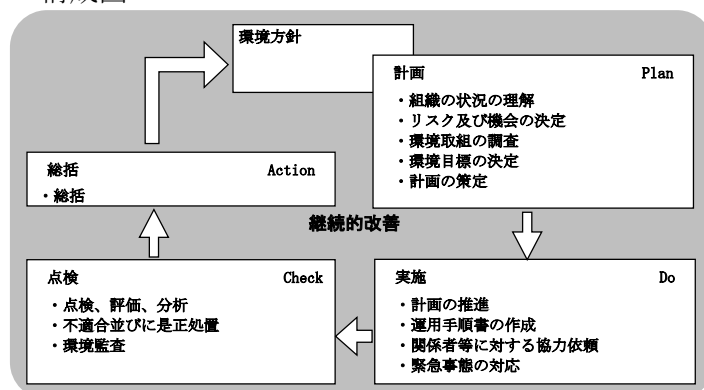 環境方針
計画 Plan
・組織の状況の理解
・リスク及び機会の決定
・環境取組の調査
・環境目標の決定
・計画の策定
総括 Action
・総括
継続的改善
点検 Check
・点検、評価、分析
・不適合並びに是正処置
・環境監査
実施 Do
・計画の推進
・運用手順書の作成
・関係者等に対する協力依頼
・緊急事態の対応